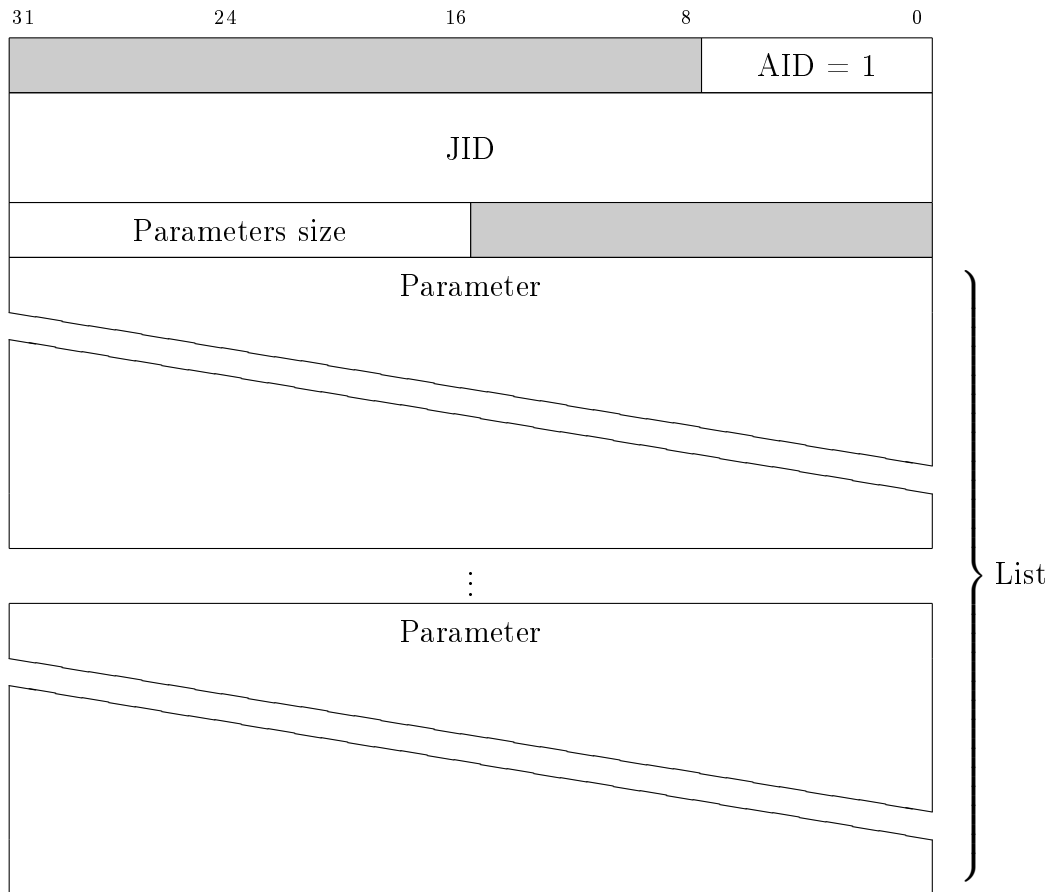 31 24 16 8 0
AID = 1
JID
Parameters size
Parameter
⋮
List
Parameter